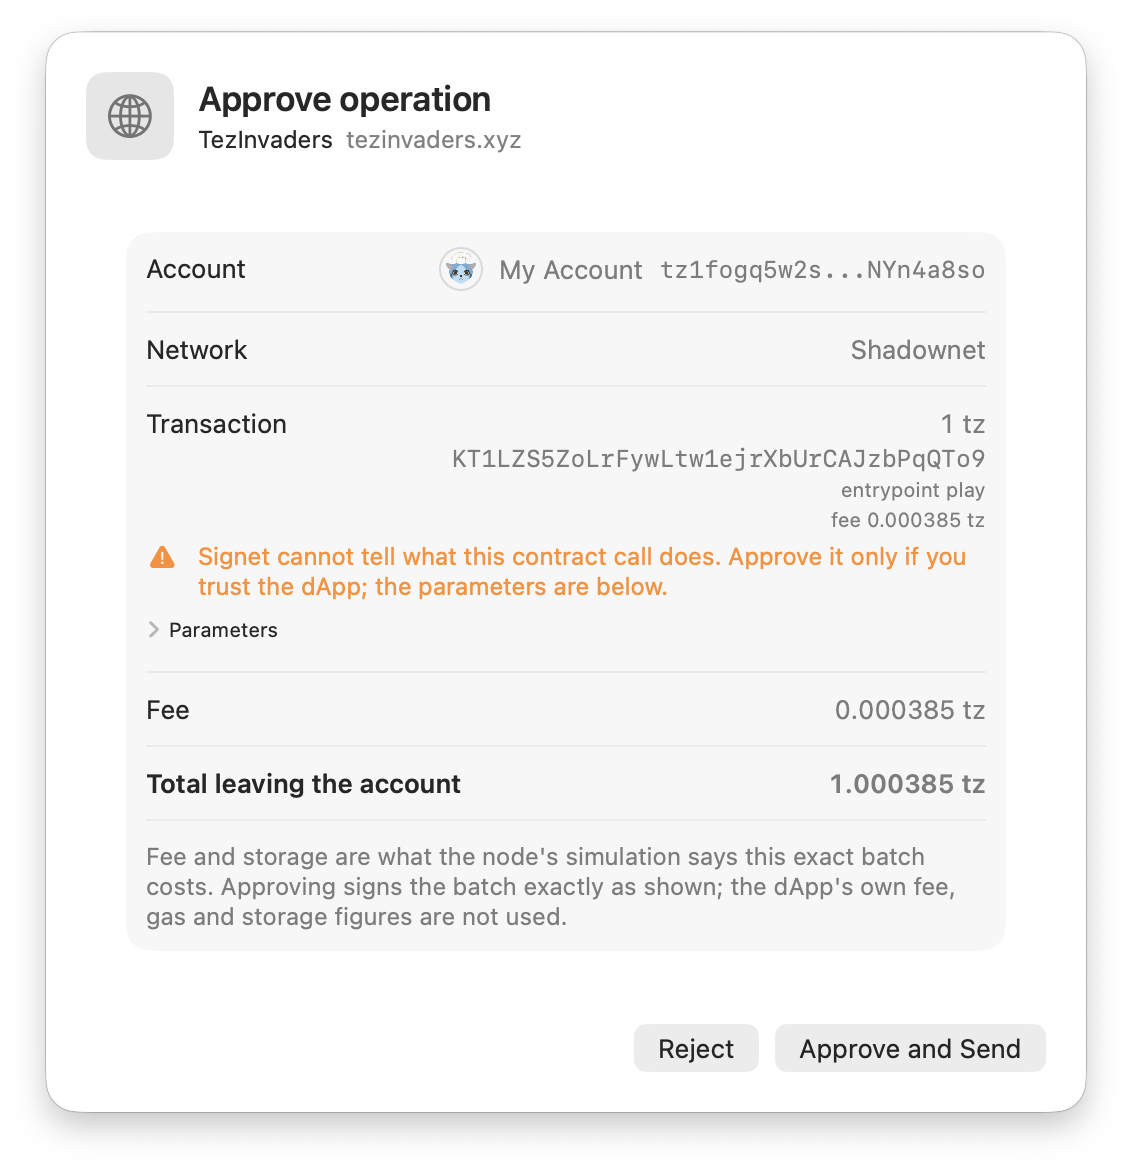 Approve operation
TezInvaders tezinvaders.xyz
Account My Account tz1fogq5w2s...NYn4a8so
Network Shadownet
Transaction 1 tz
KT1LZS5ZoLrFywLtw1ejrXbUrCAJzbPqQTo9
entrypoint play
fee 0.000385 tz
Signet cannot tell what this contract call does. Approve it only if you
trust the dApp; the parameters are below.
Parameters
Fee 0.000385 tz
Total leaving the account 1.000385 tz
Fee and storage are what the node's simulation says this exact batch
costs. Approving signs the batch exactly as shown; the dApp's own fee,
gas and storage figures are not used.
Reject Approve and Send